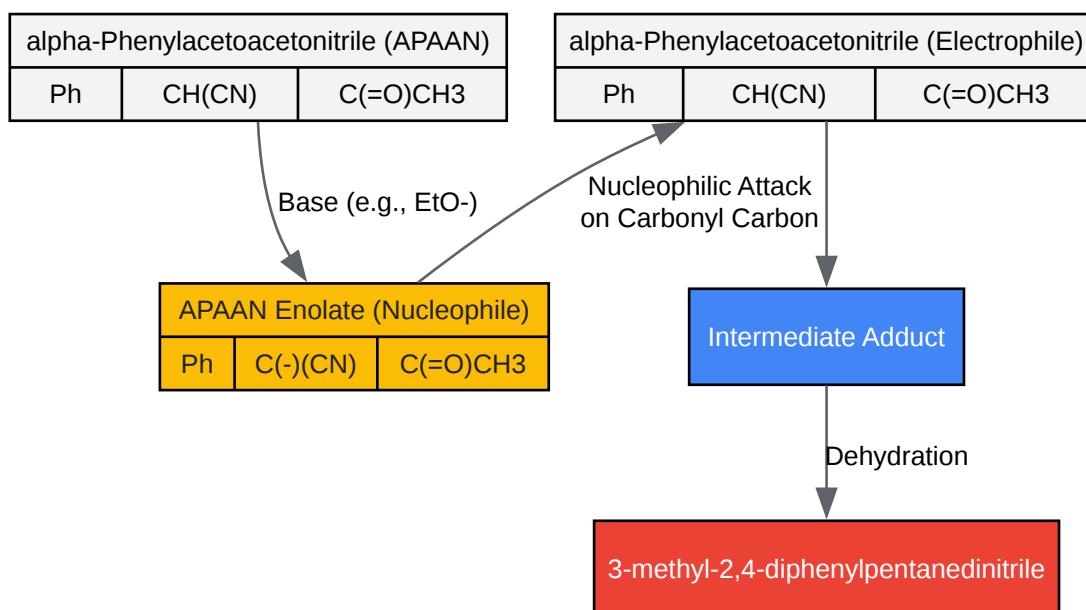 alpha-Phenylacetoacetonitrile (APAAN)
Ph CH(CN) C(=O)CH3
alpha-Phenylacetoacetonitrile (Electrophile)
Ph CH(CN) C(=O)CH3
Base (e.g., EtO-)
Nucleophilic Attack
on Carbonyl Carbon
APAAN Enolate (Nucleophile)
Ph C(-)(CN) C(=O)CH3
Intermediate Adduct
Dehydration
3-methyl-2,4-diphenylpentanedinitrile